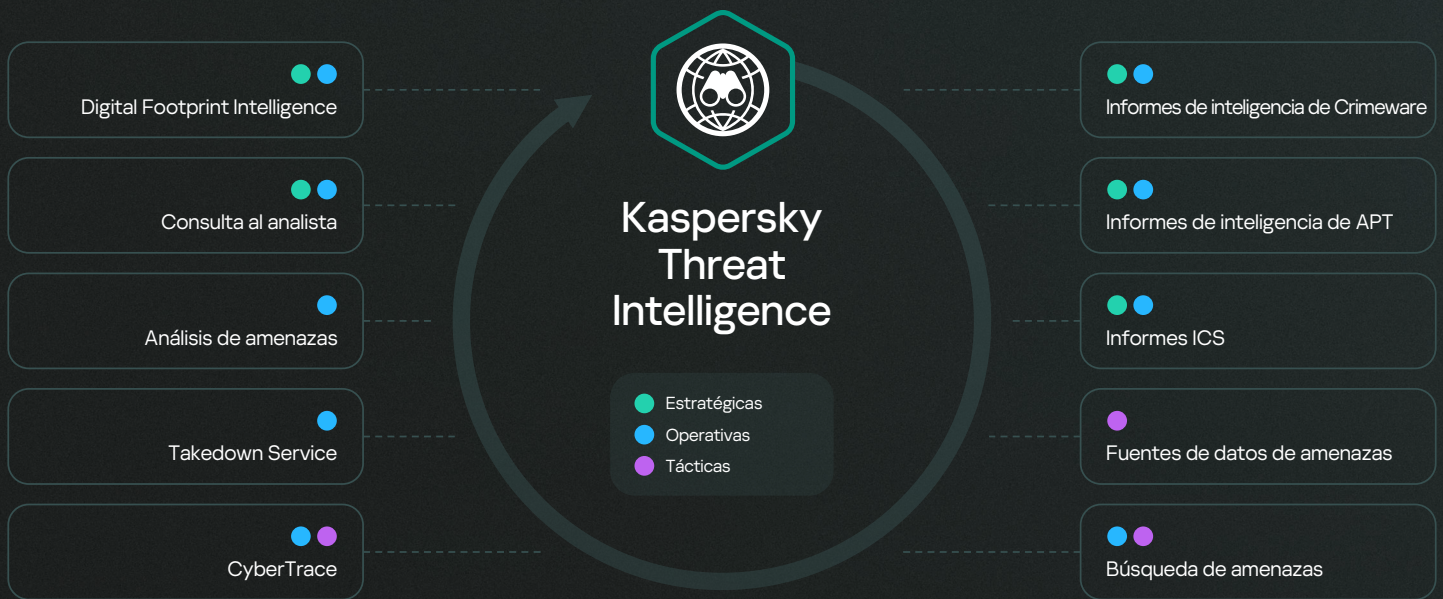 Digital Footprint Intelligence
Consulta al analista
Análisis de amenazas
Takedown Service
CyberTrace
Kaspersky
Threat
Intelligence
Estratégicas
Operativas
Tácticas
Informes de inteligencia de Crimeware
Informes de inteligencia de APT
Informes ICS
Fuentes de datos de amenazas
Búsqueda de amenazas